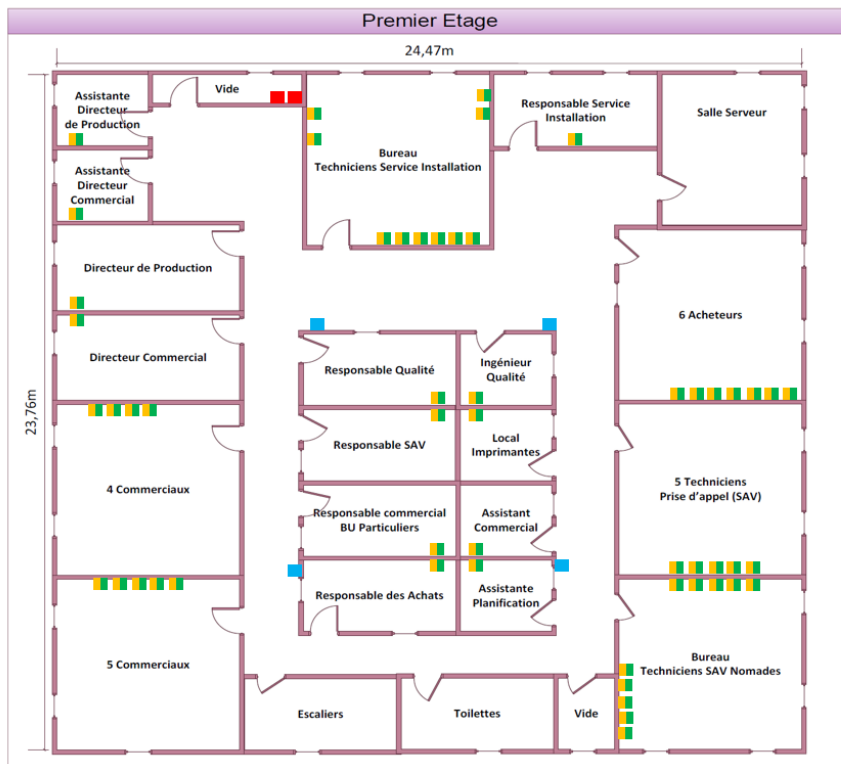 Premier Etage
24,47m
23,76m
Assistante
Directeur
de Production
Vide
Bureau
Techniciens Service Installation
Responsable Service
Installation
Salle Serveur
Assistante
Directeur
Commercial
Directeur de Production
6 Acheteurs
Directeur Commercial
Responsable Qualité
Ingénieur
Qualité
Responsable SAV
Local
Imprimantes
4 Commerciaux
5 Techniciens
Prise d'appel (SAV)
Responsable commercial
BU Particuliers
Assistant
Commercial
Responsable des Achats
Assistante
Planification
5 Commerciaux
Bureau
Techniciens SAV Nomades
Escaliers
Toilettes
Vide